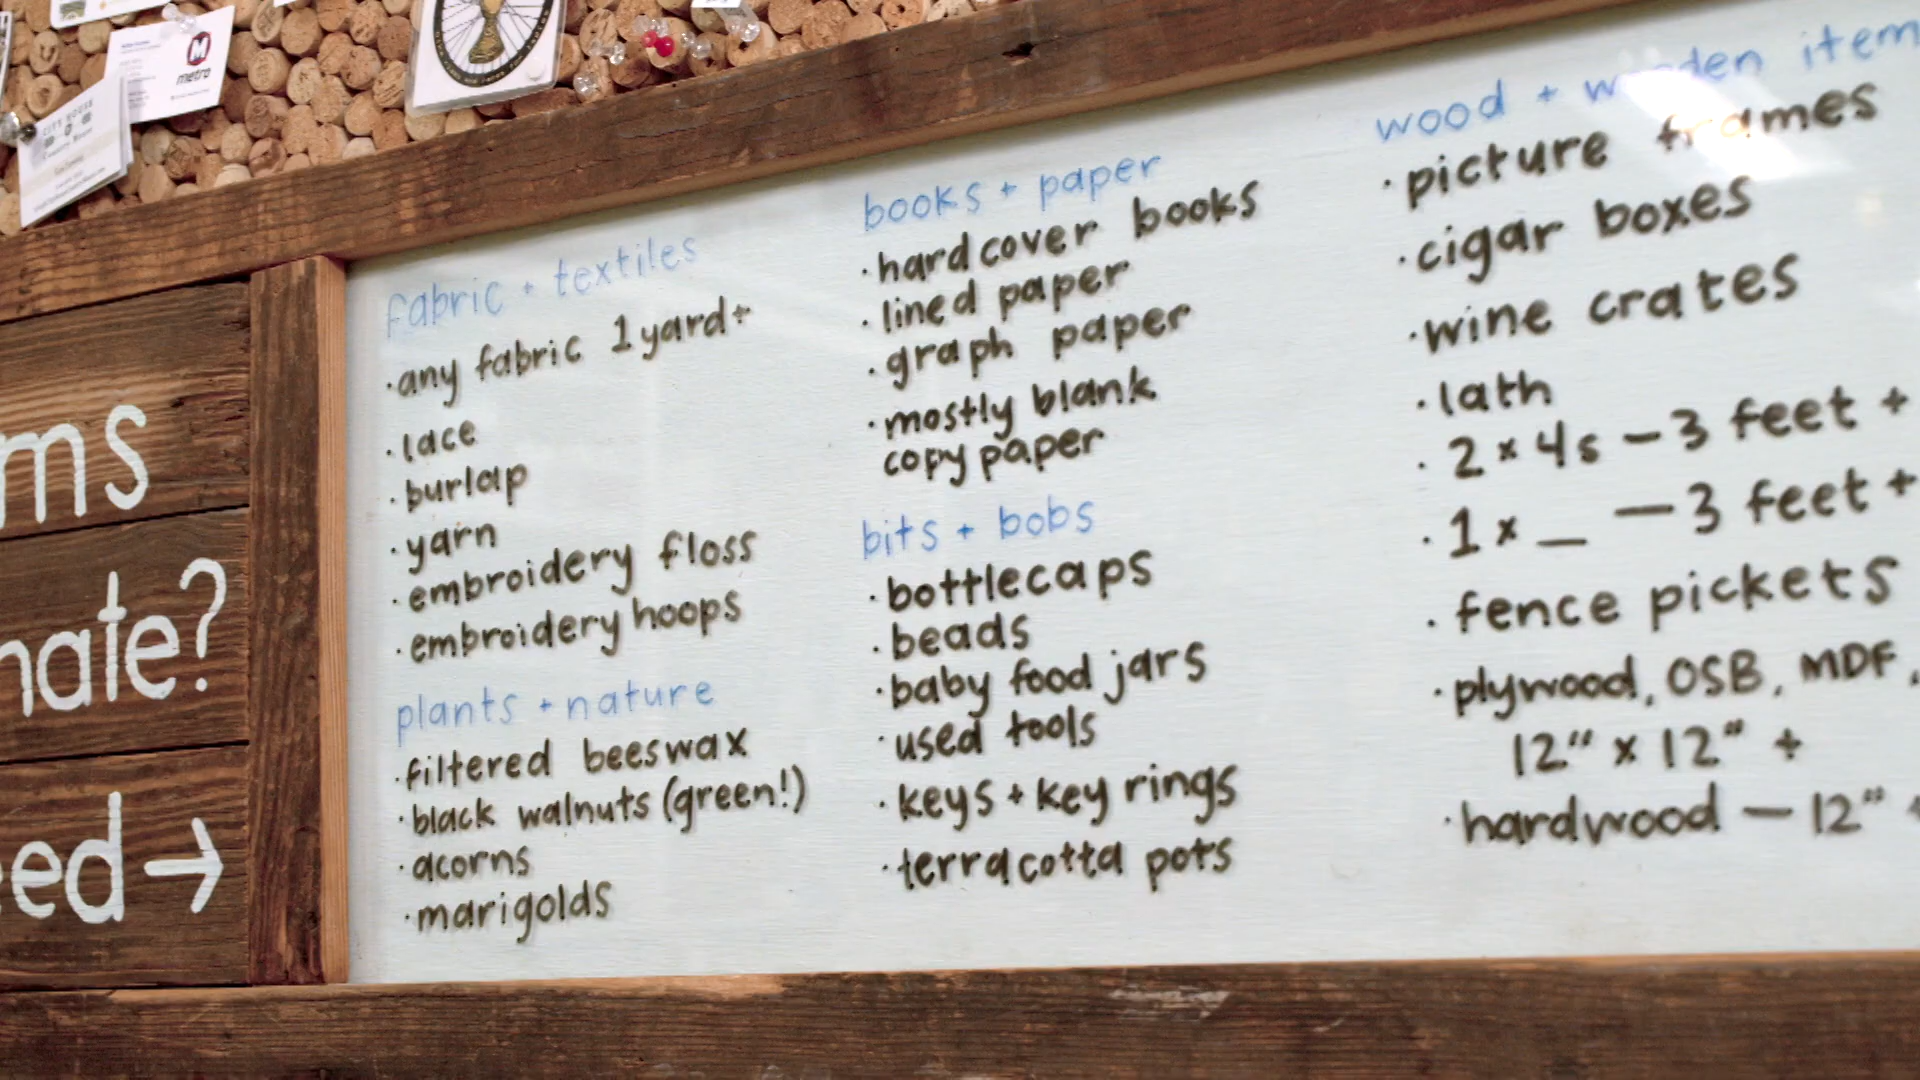 metro
CITY HOUSE
ms
nate?
eed →
fabric + textiles
· any fabric 1 yard+
· lace
· burlap
· yarn
· embroidery floss
· embroidery hoops
plants + nature
· filtered beeswax
· black walnuts (green!)
· acorns
· marigolds
books + paper
· hardcover books
· lined paper
· graph paper
· mostly blank
copy paper
bits + bobs
· bottlecaps
· beads
· baby food jars
· used tools
· keys + key rings
· terracotta pots
wood + wooden item
· picture frames
· cigar boxes
· wine crates
· lath
· 2 x 4s — 3 feet +
· 1 x _ — 3 feet +
· fence pickets
· plywood, OSB, MDF,
12" x 12" +
· hardwood — 12" +